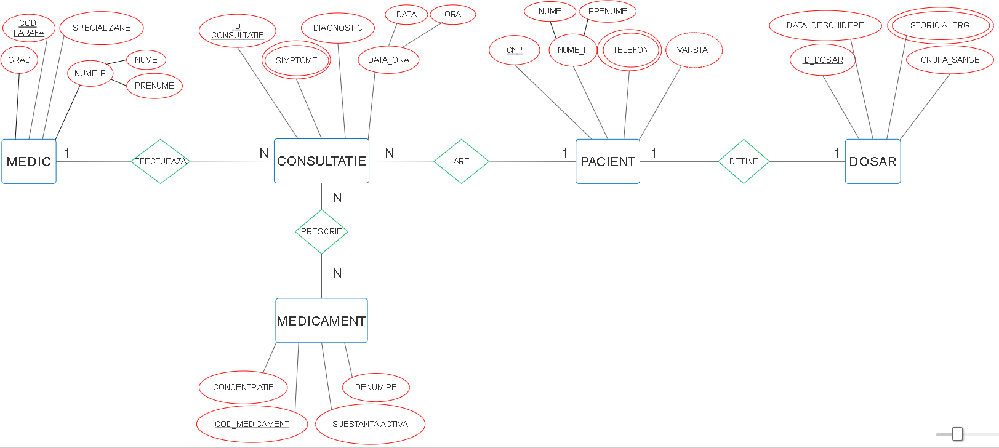 COD
PARAFA
SPECIALIZARE
GRAD
NUME_P
NUME
PRENUME
ID
CONSULTATIE
SIMPTOME
DIAGNOSTIC
DATA
ORA
DATA_ORA
NUME
PRENUME
CNP
NUME_P
TELEFON
VARSTA
DATA_DESCHIDERE
ISTORIC ALERGII
ID_DOSAR
GRUPA_SANGE
MEDIC
1
EFECTUEAZA
N
CONSULTATIE
N
ARE
1
PACIENT
1
DETINE
1
DOSAR
N
PRESCRIE
N
MEDICAMENT
CONCENTRATIE
DENUMIRE
COD_MEDICAMENT
SUBSTANTA ACTIVA